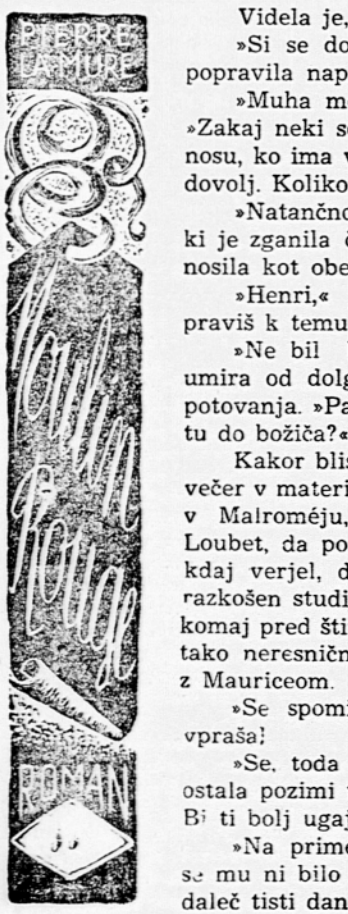 PIERRE
LA MURE
Moulin
Rouge
ROMAN
Videla je,
»Si se do
popravila nap
»Muha me
»Zakaj neki se
nosu, ko ima v
dovolj. Koliko
»Natančno
ki je zganila č
nosila kot obe
»Henri,«
praviš k temu
»Ne bil
umira od dolg
potovanja. »Pa
tu do božiča?«
Kakor blis
večer v materi
v Malroméju,
Loubet, da po
kdaj verjel, d
razkošen studi
komaj pred šti
tako neresničn
z Mauriceom.
»Se spomi
vpraša!
»Se, toda
ostala pozimi
Bi ti bolj ugaj
»Na prime
se mu ni bilo
daleč tisti dan